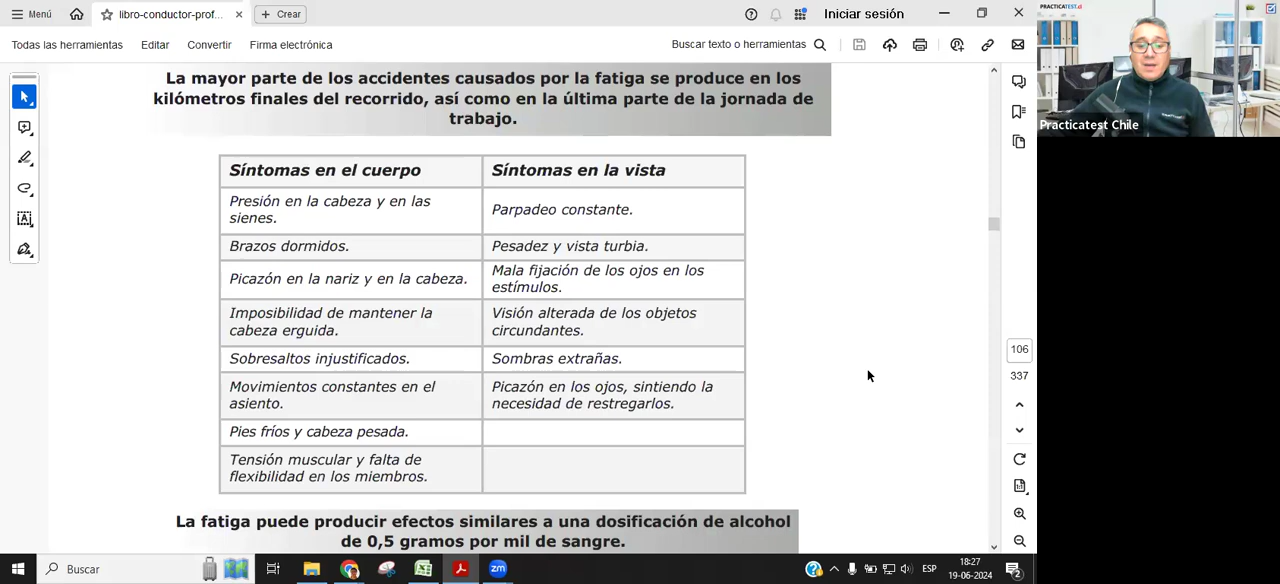 Menú
libro-conductor-prof...
Crear
Iniciar sesión
PRACTICATEST.cl
Todas las herramientas
Editar
Convertir
Firma electrónica
Buscar texto o herramientas
La mayor parte de los accidentes causados por la fatiga se produce en los
kilómetros finales del recorrido, así como en la última parte de la jornada de
trabajo.
Practicatest Chile
Síntomas en el cuerpo
Síntomas en la vista
Presión en la cabeza y en las
sienes.
Parpadeo constante.
Brazos dormidos.
Pesadez y vista turbia.
Picazón en la nariz y en la cabeza.
Mala fijación de los ojos en los
estímulos.
Imposibilidad de mantener la
cabeza erguida.
Visión alterada de los objetos
circundantes.
Sobresaltos injustificados.
Sombras extrañas.
Movimientos constantes en el
asiento.
Picazón en los ojos, sintiendo la
necesidad de restregarlos.
Pies fríos y cabeza pesada.
Tensión muscular y falta de
flexibilidad en los miembros.
106
337
La fatiga puede producir efectos similares a una dosificación de alcohol
de 0,5 gramos por mil de sangre.
Buscar
zm
ESP
18:27
19-06-2024
2